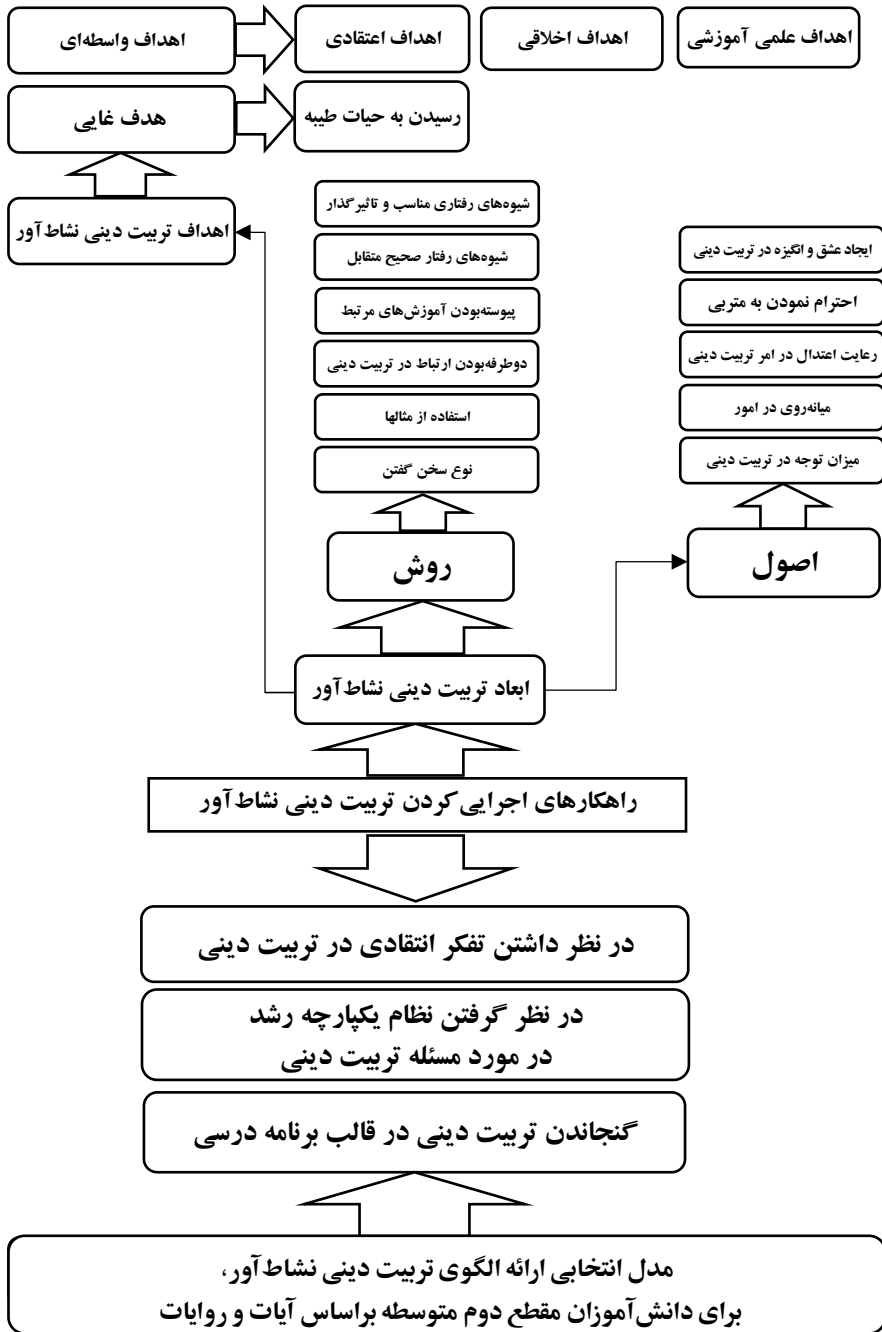 اهداف علمی آموزشی
اهداف اخلاقی
اهداف اعتقادی
اهداف واسطه‌ای
رسیدن به حیات طیبه
هدف غایی
اهداف تربیت دینی نشاط‌آور
ایجاد عشق و انگیزه در تربیت دینی
احترام نمودن به متربی
رعایت اعتدال در امر تربیت دینی
میانه‌روی در امور
میزان توجه در تربیت دینی
اصول
شیوه‌های رفتاری مناسب و تاثیرگذار
شیوه‌های رفتار صحیح متقابل
پیوسته‌بودن آموزش‌های مرتبط
دوطرفه‌بودن ارتباط در تربیت دینی
استفاده از مثالها
نوع سخن گفتن
روش
ابعاد تربیت دینی نشاط‌آور
راهکارهای اجرایی کردن تربیت دینی نشاط‌آور
در نظر داشتن تفکر انتقادی در تربیت دینی
در نظر گرفتن نظام یکپارچه رشد
در مورد مسئله تربیت دینی
گنجاندن تربیت دینی در قالب برنامه درسی
مدل انتخابی ارائه الگوی تربیت دینی نشاط‌آور،
برای دانش‌آموزان مقطع دوم متوسطه براساس آیات و روایات